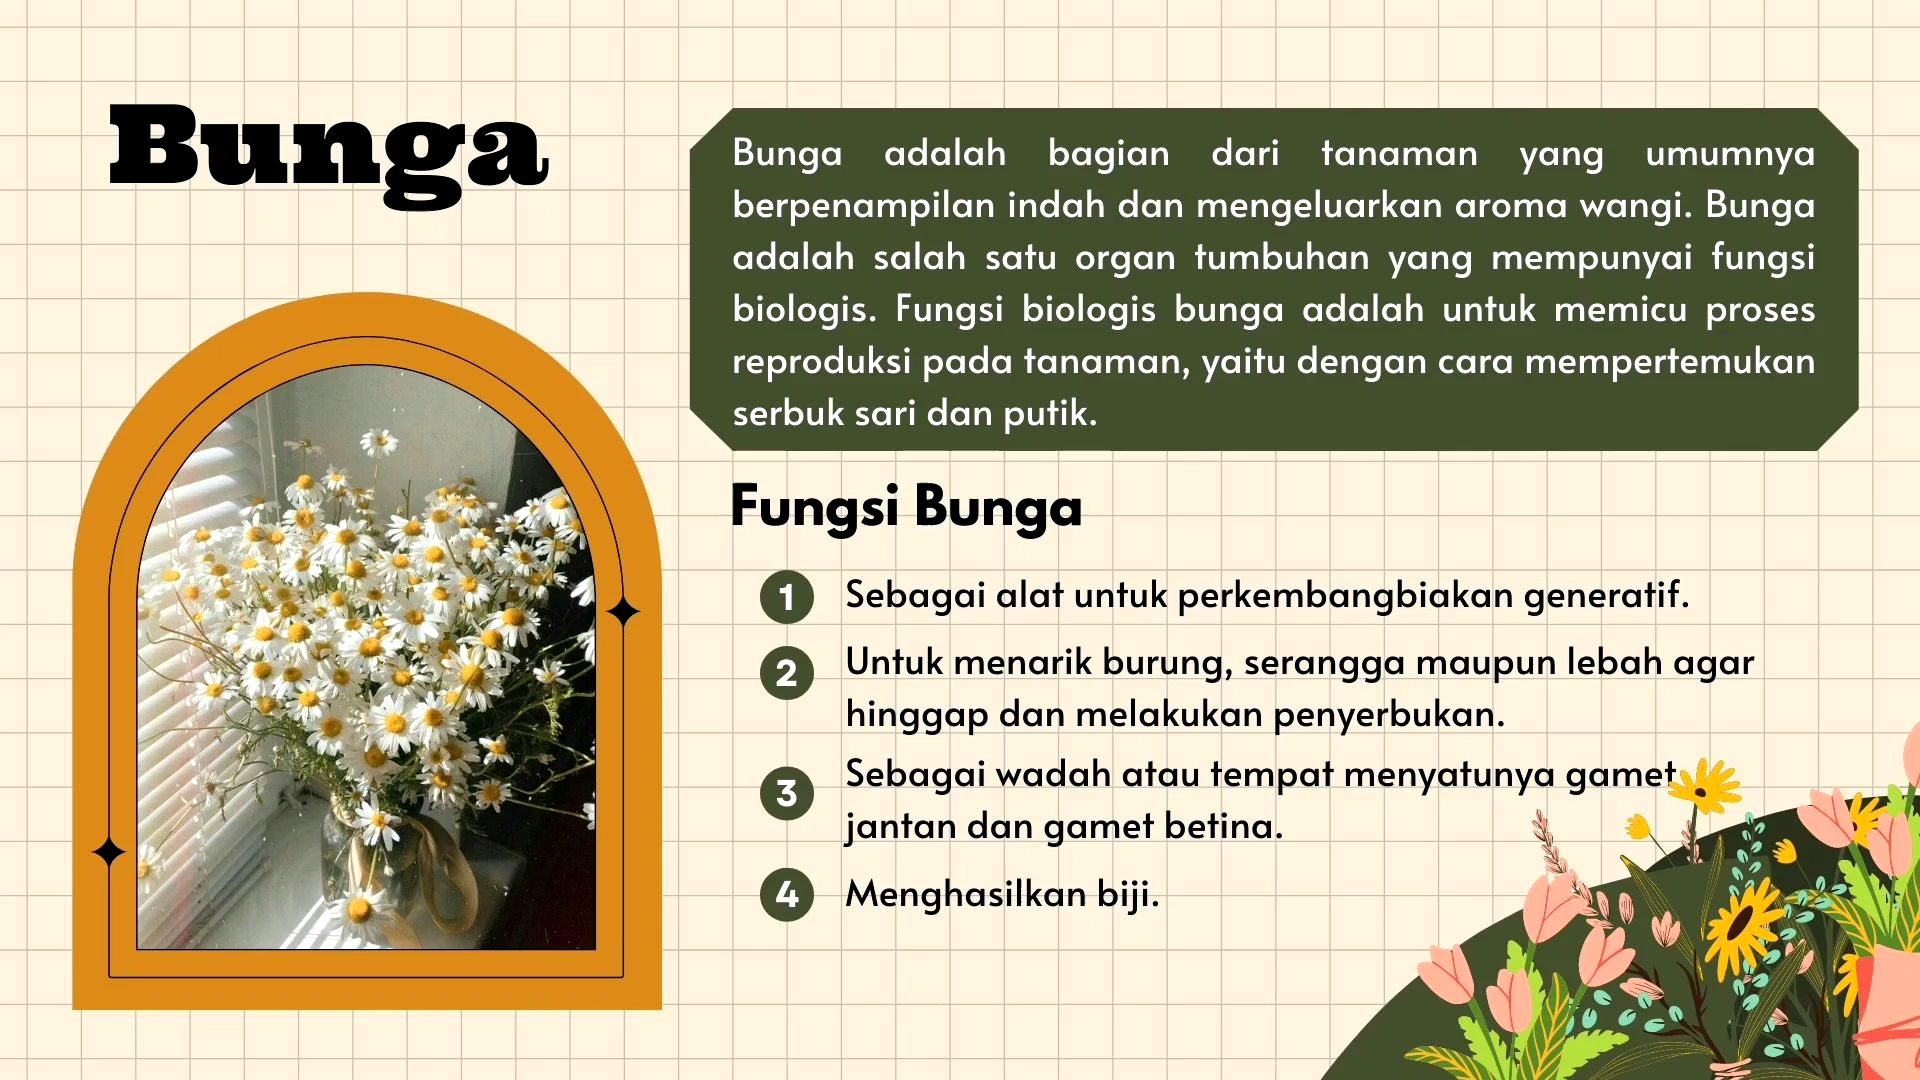 Bunga
Bunga adalah bagian dari tanaman yang umumnya
berpenampilan indah dan mengeluarkan aroma wangi. Bunga
adalah salah satu organ tumbuhan yang mempunyai fungsi
biologis. Fungsi biologis bunga adalah untuk memicu proses
reproduksi pada tanaman, yaitu dengan cara mempertemukan
serbuk sari dan putik.
Fungsi Bunga
1 Sebagai alat untuk perkembangbiakan generatif.
2 Untuk menarik burung, serangga maupun lebah agar
hinggap dan melakukan penyerbukan.
3 Sebagai wadah atau tempat menyatunya gamet
jantan dan gamet betina.
4 Menghasilkan biji.